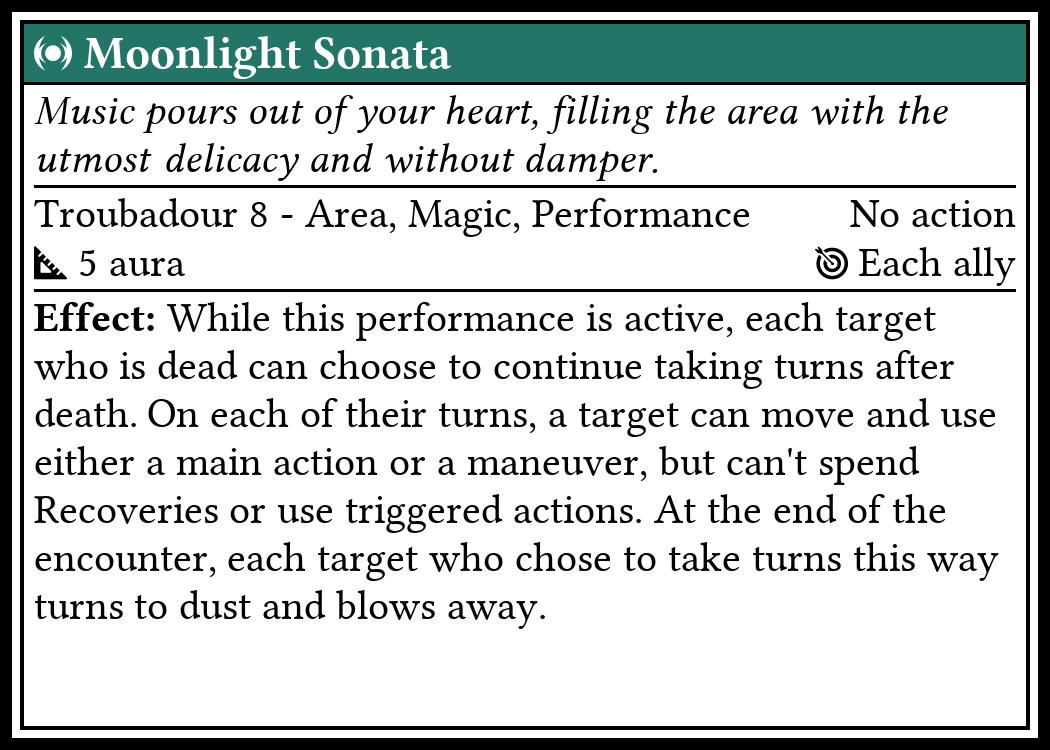 Moonlight Sonata
Music pours out of your heart, filling the area with the
utmost delicacy and without damper.
Troubadour 8 - Area, Magic, Performance No action
5 aura Each ally
Effect: While this performance is active, each target
who is dead can choose to continue taking turns after
death. On each of their turns, a target can move and use
either a main action or a maneuver, but can't spend
Recoveries or use triggered actions. At the end of the
encounter, each target who chose to take turns this way
turns to dust and blows away.